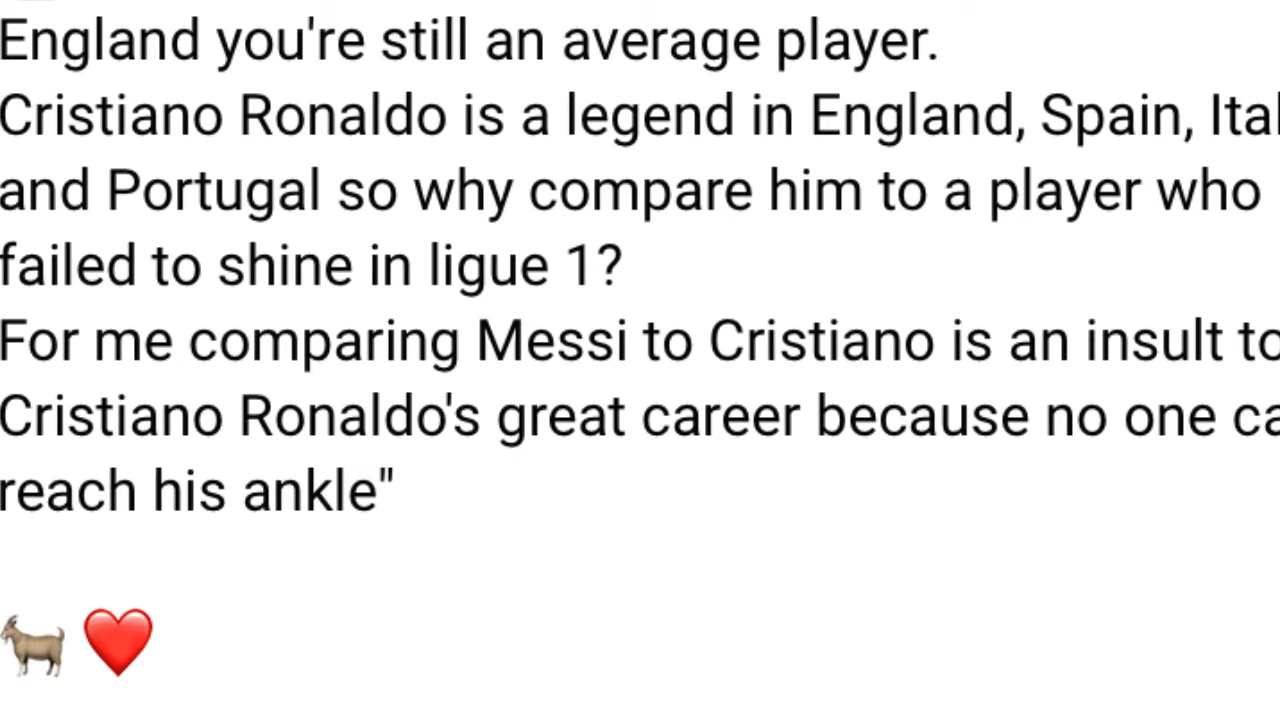 England you're still an average player.
Cristiano Ronaldo is a legend in England, Spain,
and Portugal so why compare him to a player who
failed to shine in ligue 1?
For me comparing Messi to Cristiano is an insult to
Cristiano Ronaldo's great career because no one
reach his ankle"